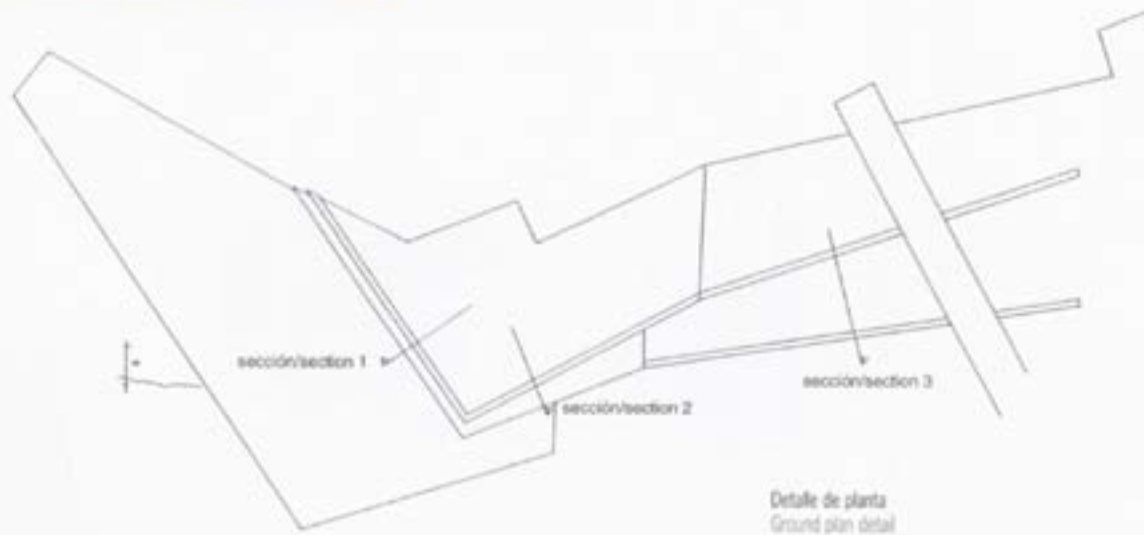 sección/section 1
sección/section 2
sección/section 3
Detalle de planta
Ground plan detail